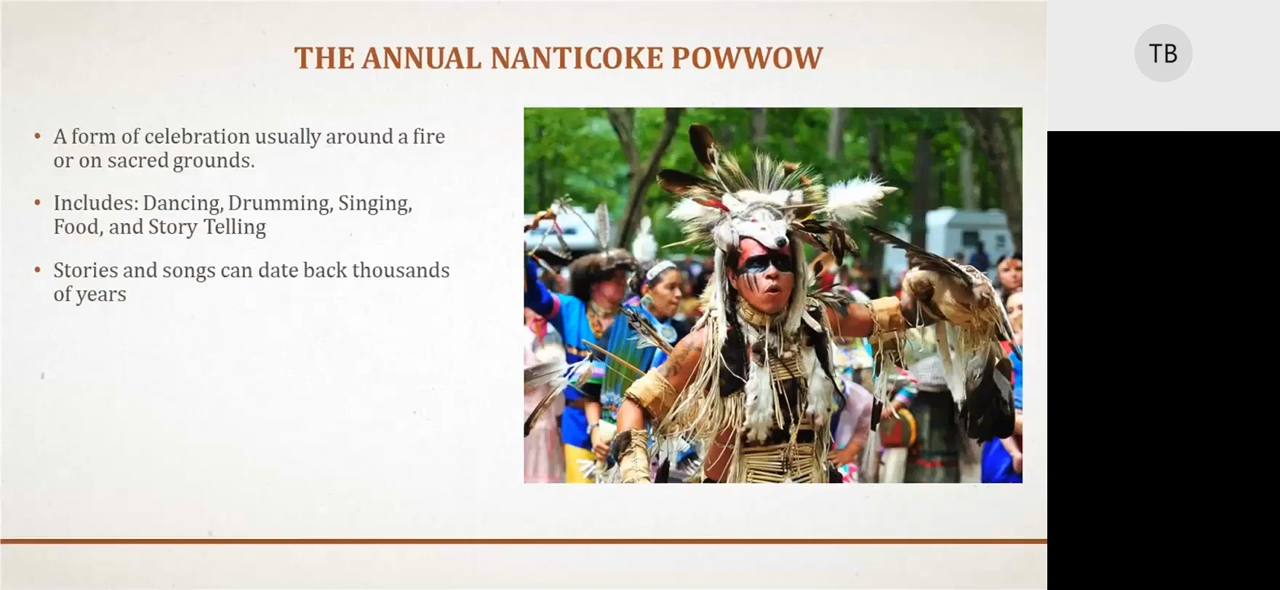 THE ANNUAL NANTICOKE POWWOW
• A form of celebration usually around a fire
or on sacred grounds.
• Includes: Dancing, Drumming, Singing,
Food, and Story Telling
• Stories and songs can date back thousands
of years
TB